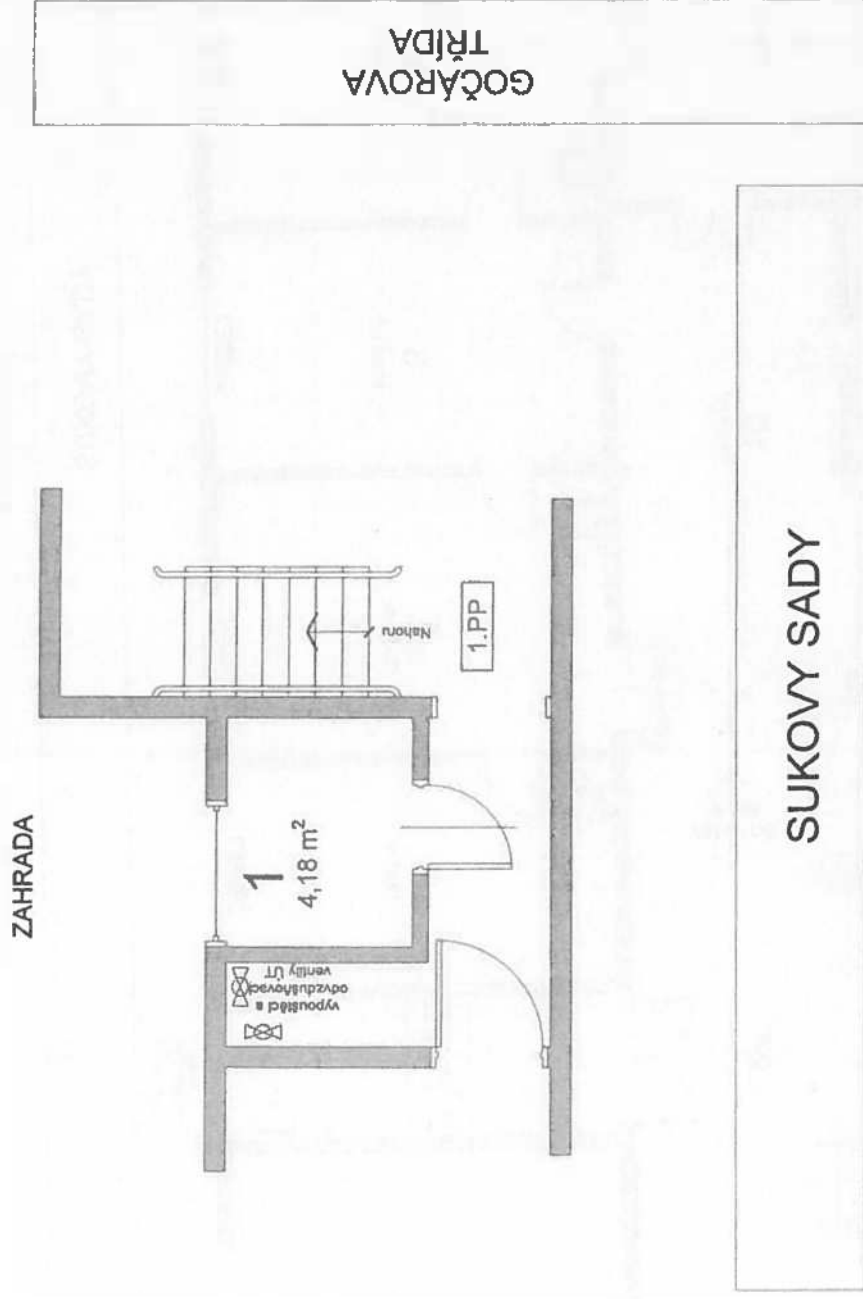 GOČÁROVA
TŘÍDA
ZAHRADA
1
4,18 m²
vypouštěcí a
odvzdušňovací
ventily ÚT
Nahoru
1.PP
SUKOVY SADY